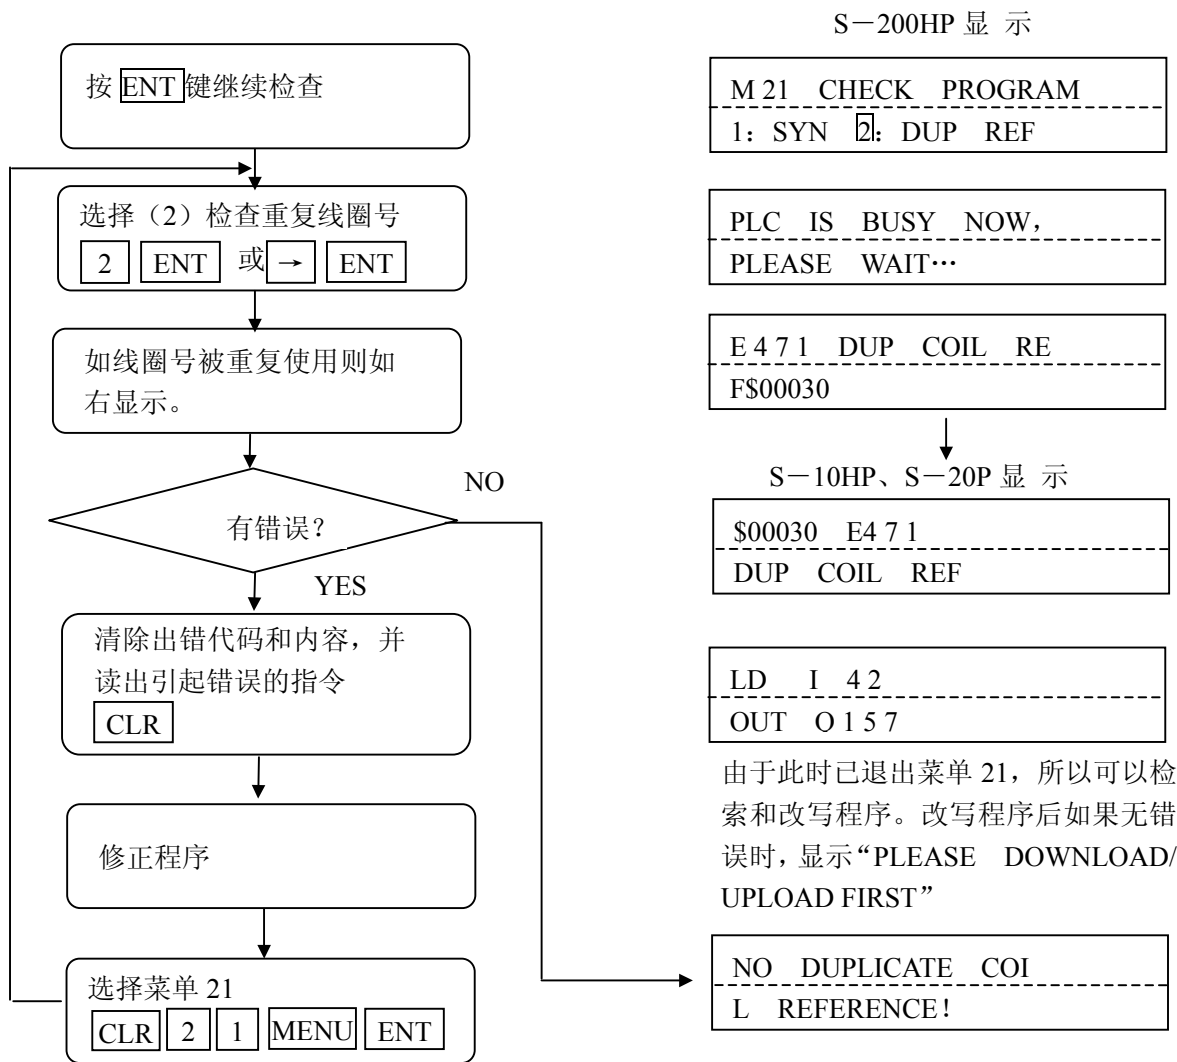 按 ENT 键继续检查
选择（2）检查重复线圈号
2 ENT 或 → ENT
如线圈号被重复使用则如
右显示。
有错误？
NO
YES
清除出错代码和内容，并
读出引起错误的指令
CLR
修正程序
选择菜单 21
CLR 2 1 MENU ENT
S－200HP 显 示
M 21 CHECK PROGRAM
1：SYN 2：DUP REF
PLC IS BUSY NOW，
PLEASE WAIT…
E 4 7 1 DUP COIL RE
F$00030
S－10HP、S－20P 显 示
$00030 E4 7 1
DUP COIL REF
LD I 4 2
OUT O 1 5 7
由于此时已退出菜单 21，所以可以检
索和改写程序。改写程序后如果无错
误时，显示“PLEASE DOWNLOAD/
UPLOAD FIRST”
NO DUPLICATE COI
L REFERENCE！